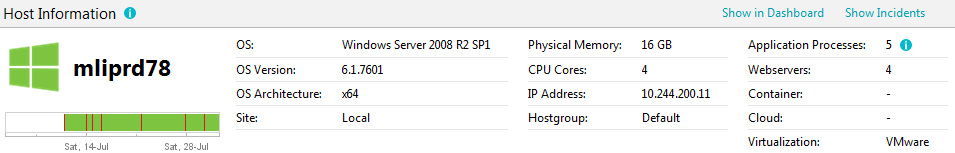 Host Information
Show in Dashboard Show Incidents
mliprd78
Sat, 14-Jul Sat, 28-Jul
OS: Windows Server 2008 R2 SP1
OS Version: 6.1.7601
OS Architecture: x64
Site: Local
Physical Memory: 16 GB
CPU Cores: 4
IP Address: 10.244.200.11
Hostgroup: Default
Application Processes: 5
Webservers: 4
Container: -
Cloud: -
Virtualization: VMware